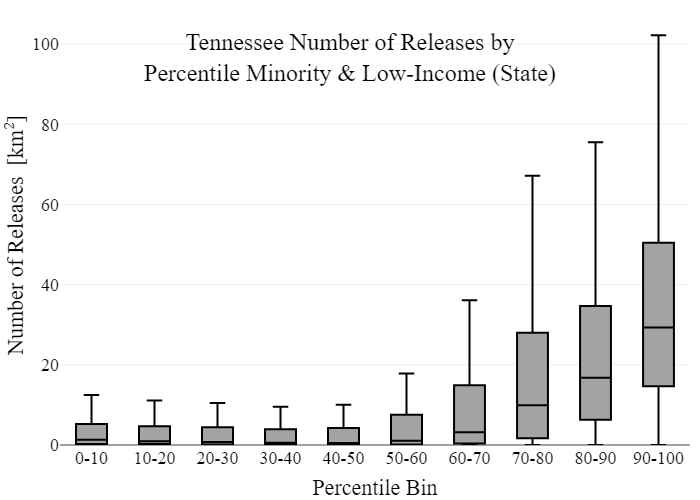 Tennessee Number of Releases by
Percentile Minority & Low-Income (State)
Number of Releases [km²]
100
80
60
40
20
0
0-10 10-20 20-30 30-40 40-50 50-60 60-70 70-80 80-90 90-100
Percentile Bin